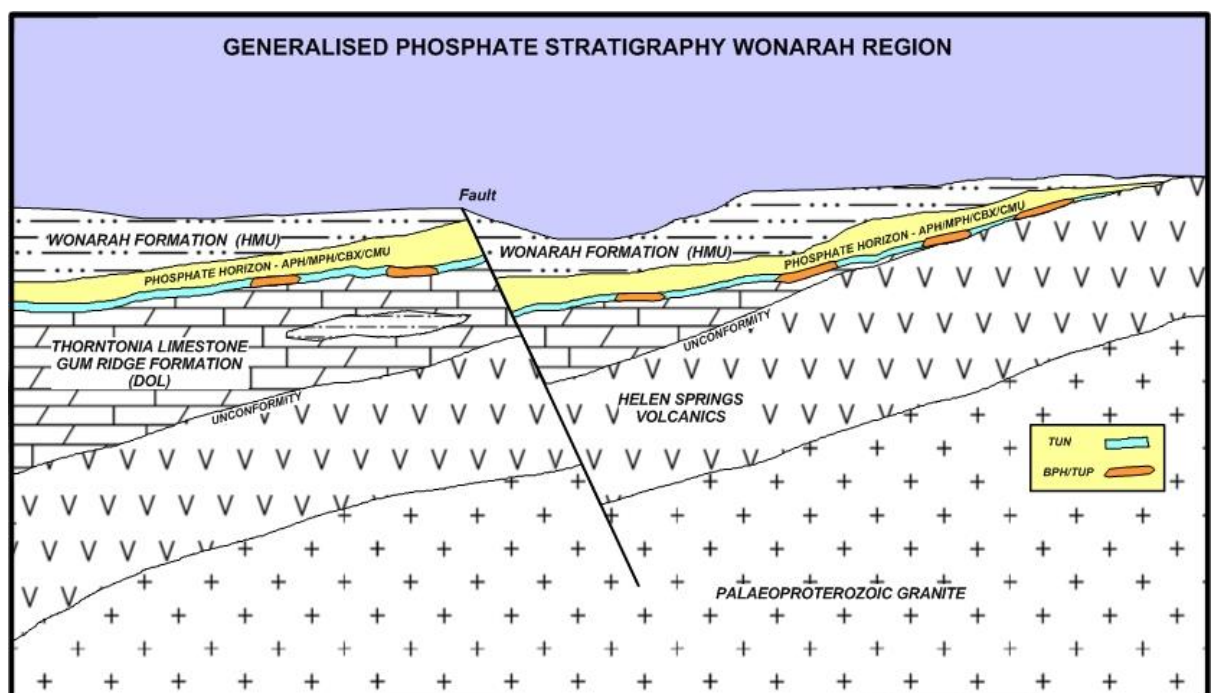 GENERALISED PHOSPHATE STRATIGRAPHY WONARAH REGION
Fault
WONARAH FORMATION (HMU)
WONARAH FORMATION (HMU)
PHOSPHATE HORIZON - APH/MPH/CBX/CMU
PHOSPHATE HORIZON - APH/MPH/CBX/CMU
THORNTONIA LIMESTONE
GUM RIDGE FORMATION
(DOL)
UNCONFORMITY
UNCONFORMITY
HELEN SPRINGS
VOLCANICS
TUN
BPH/TUP
PALAEOPROTEROZOIC GRANITE